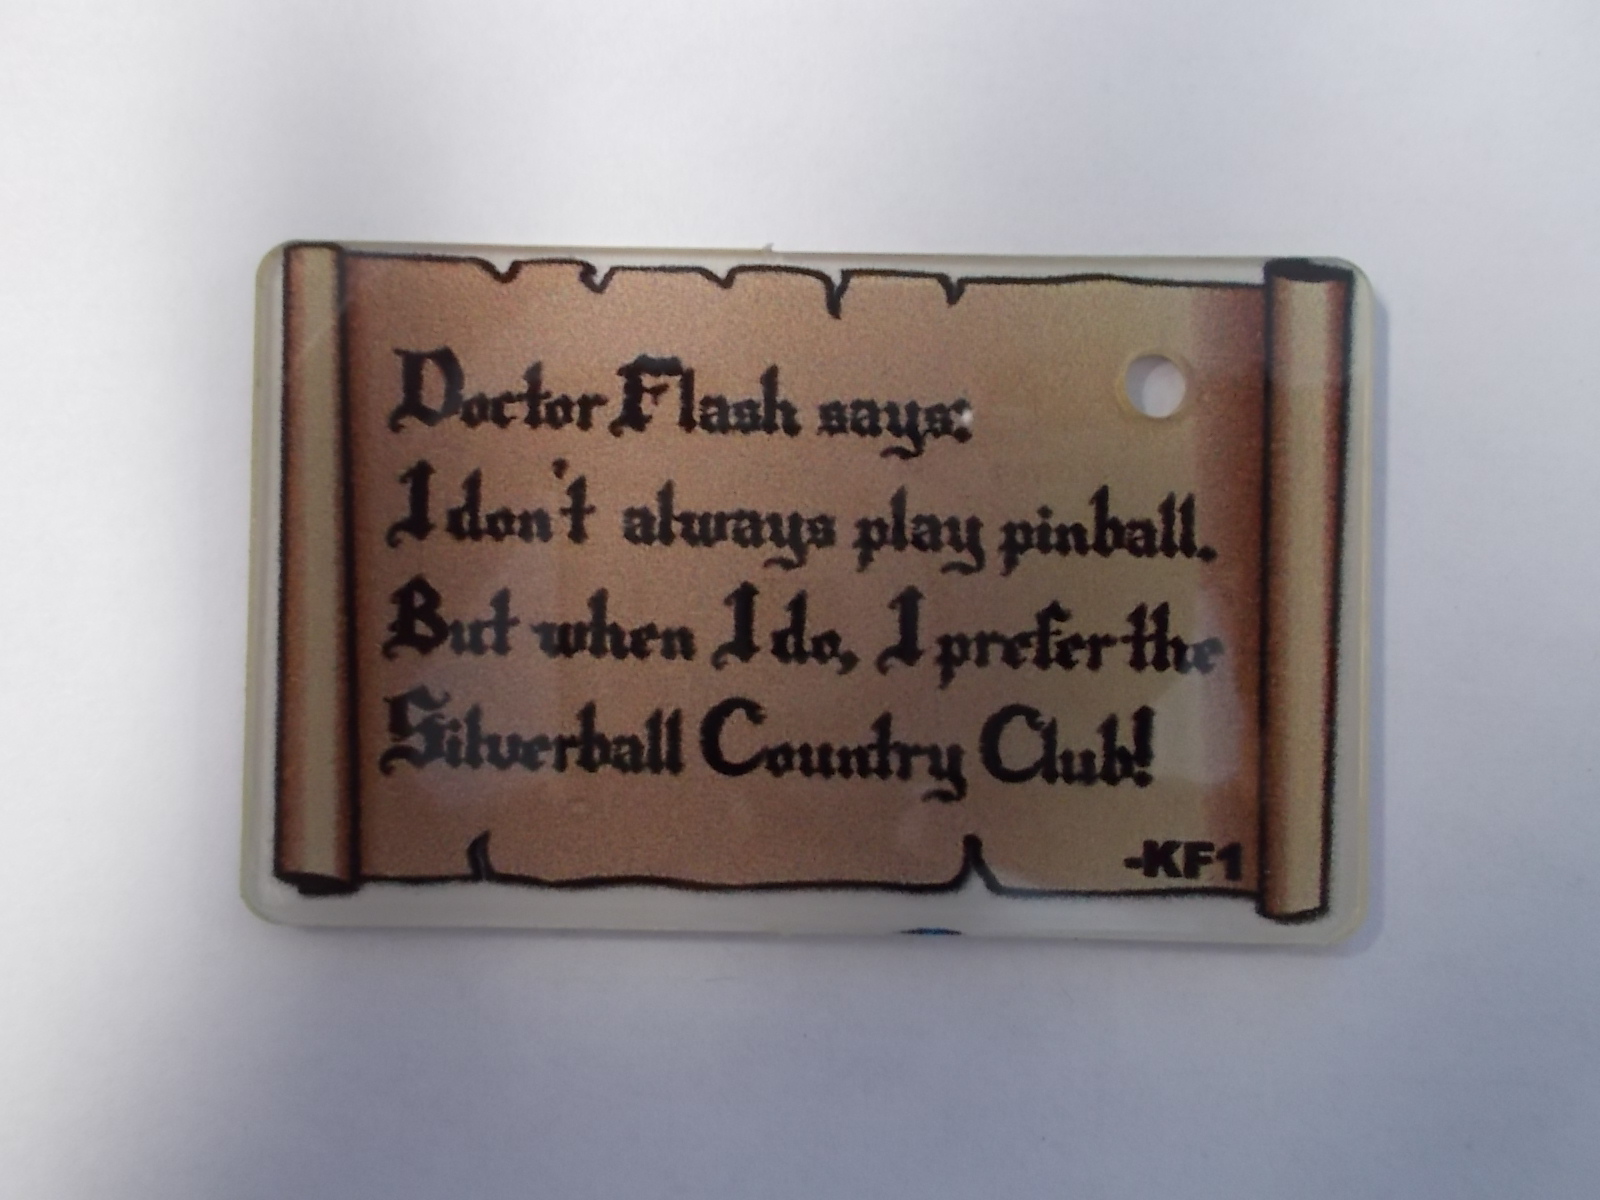 Doctor Flash says:
I don't always play pinball.
But when I do, I prefer the
Silverball Country Club!
-KF1